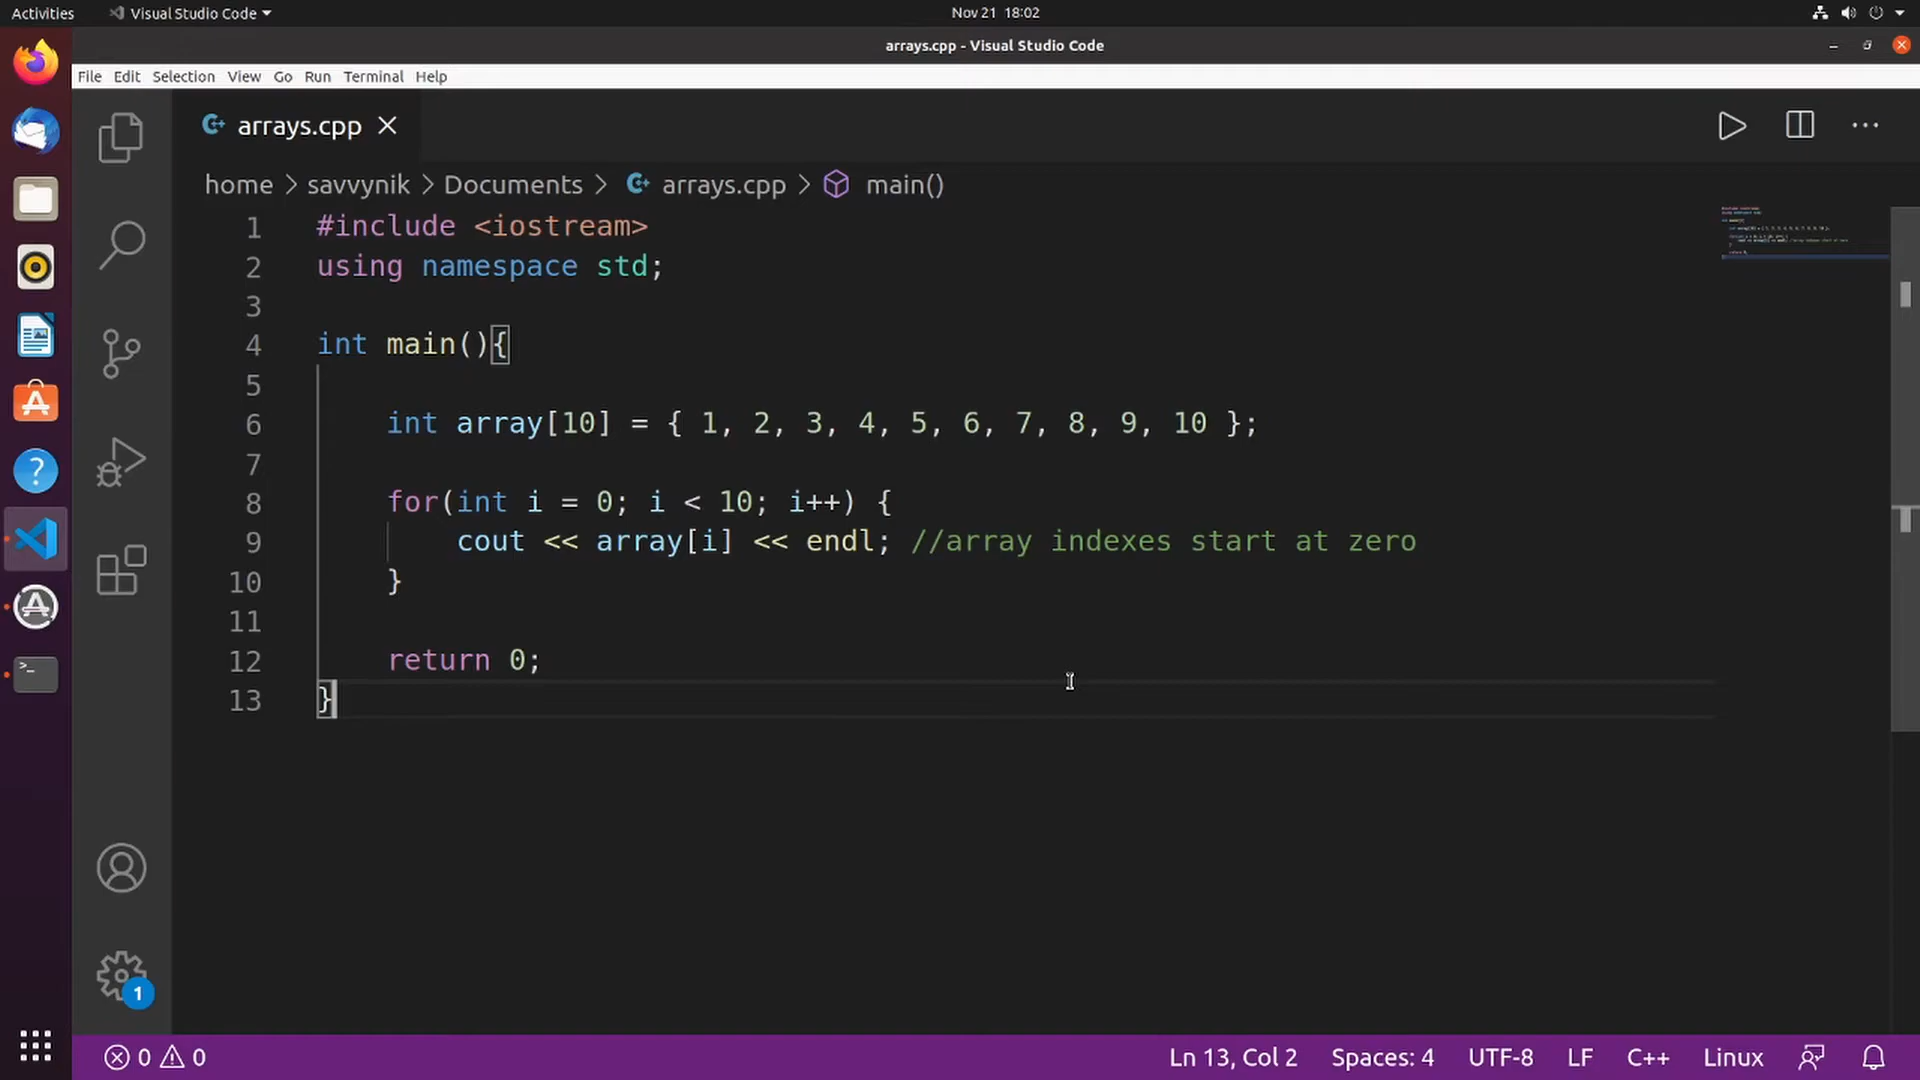 Activities Visual Studio Code Nov 21 18:02
arrays.cpp - Visual Studio Code
File Edit Selection View Go Run Terminal Help
arrays.cpp
home > savvynik > Documents > arrays.cpp > main()
1 #include <iostream>
2 using namespace std;
3
4 int main(){
5
6 int array[10] = { 1, 2, 3, 4, 5, 6, 7, 8, 9, 10 };
7
8 for(int i = 0; i < 10; i++) {
9 cout << array[i] << endl; //array indexes start at zero
10 }
11
12 return 0;
13 }
1
0 0 Ln 13, Col 2 Spaces: 4 UTF-8 LF C++ Linux